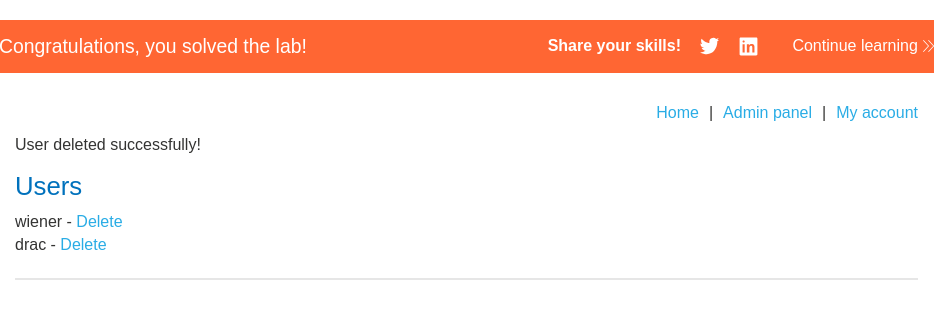 Congratulations, you solved the lab!
Share your skills!
Continue learning
Home | Admin panel | My account
User deleted successfully!
Users
wiener - Delete
drac - Delete